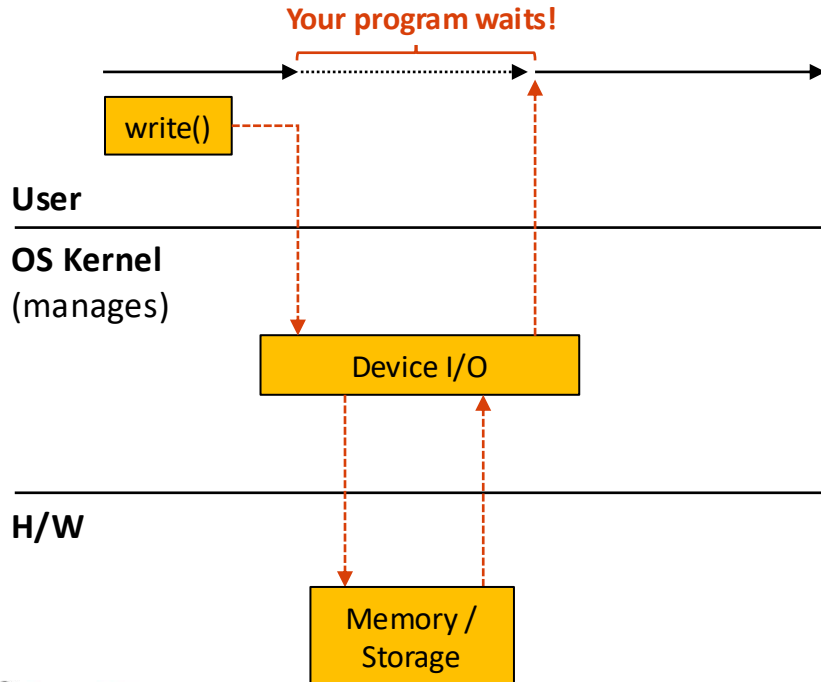 Your program waits!
write()
User
OS Kernel
(manages)
Device I/O
H/W
Memory /
Storage